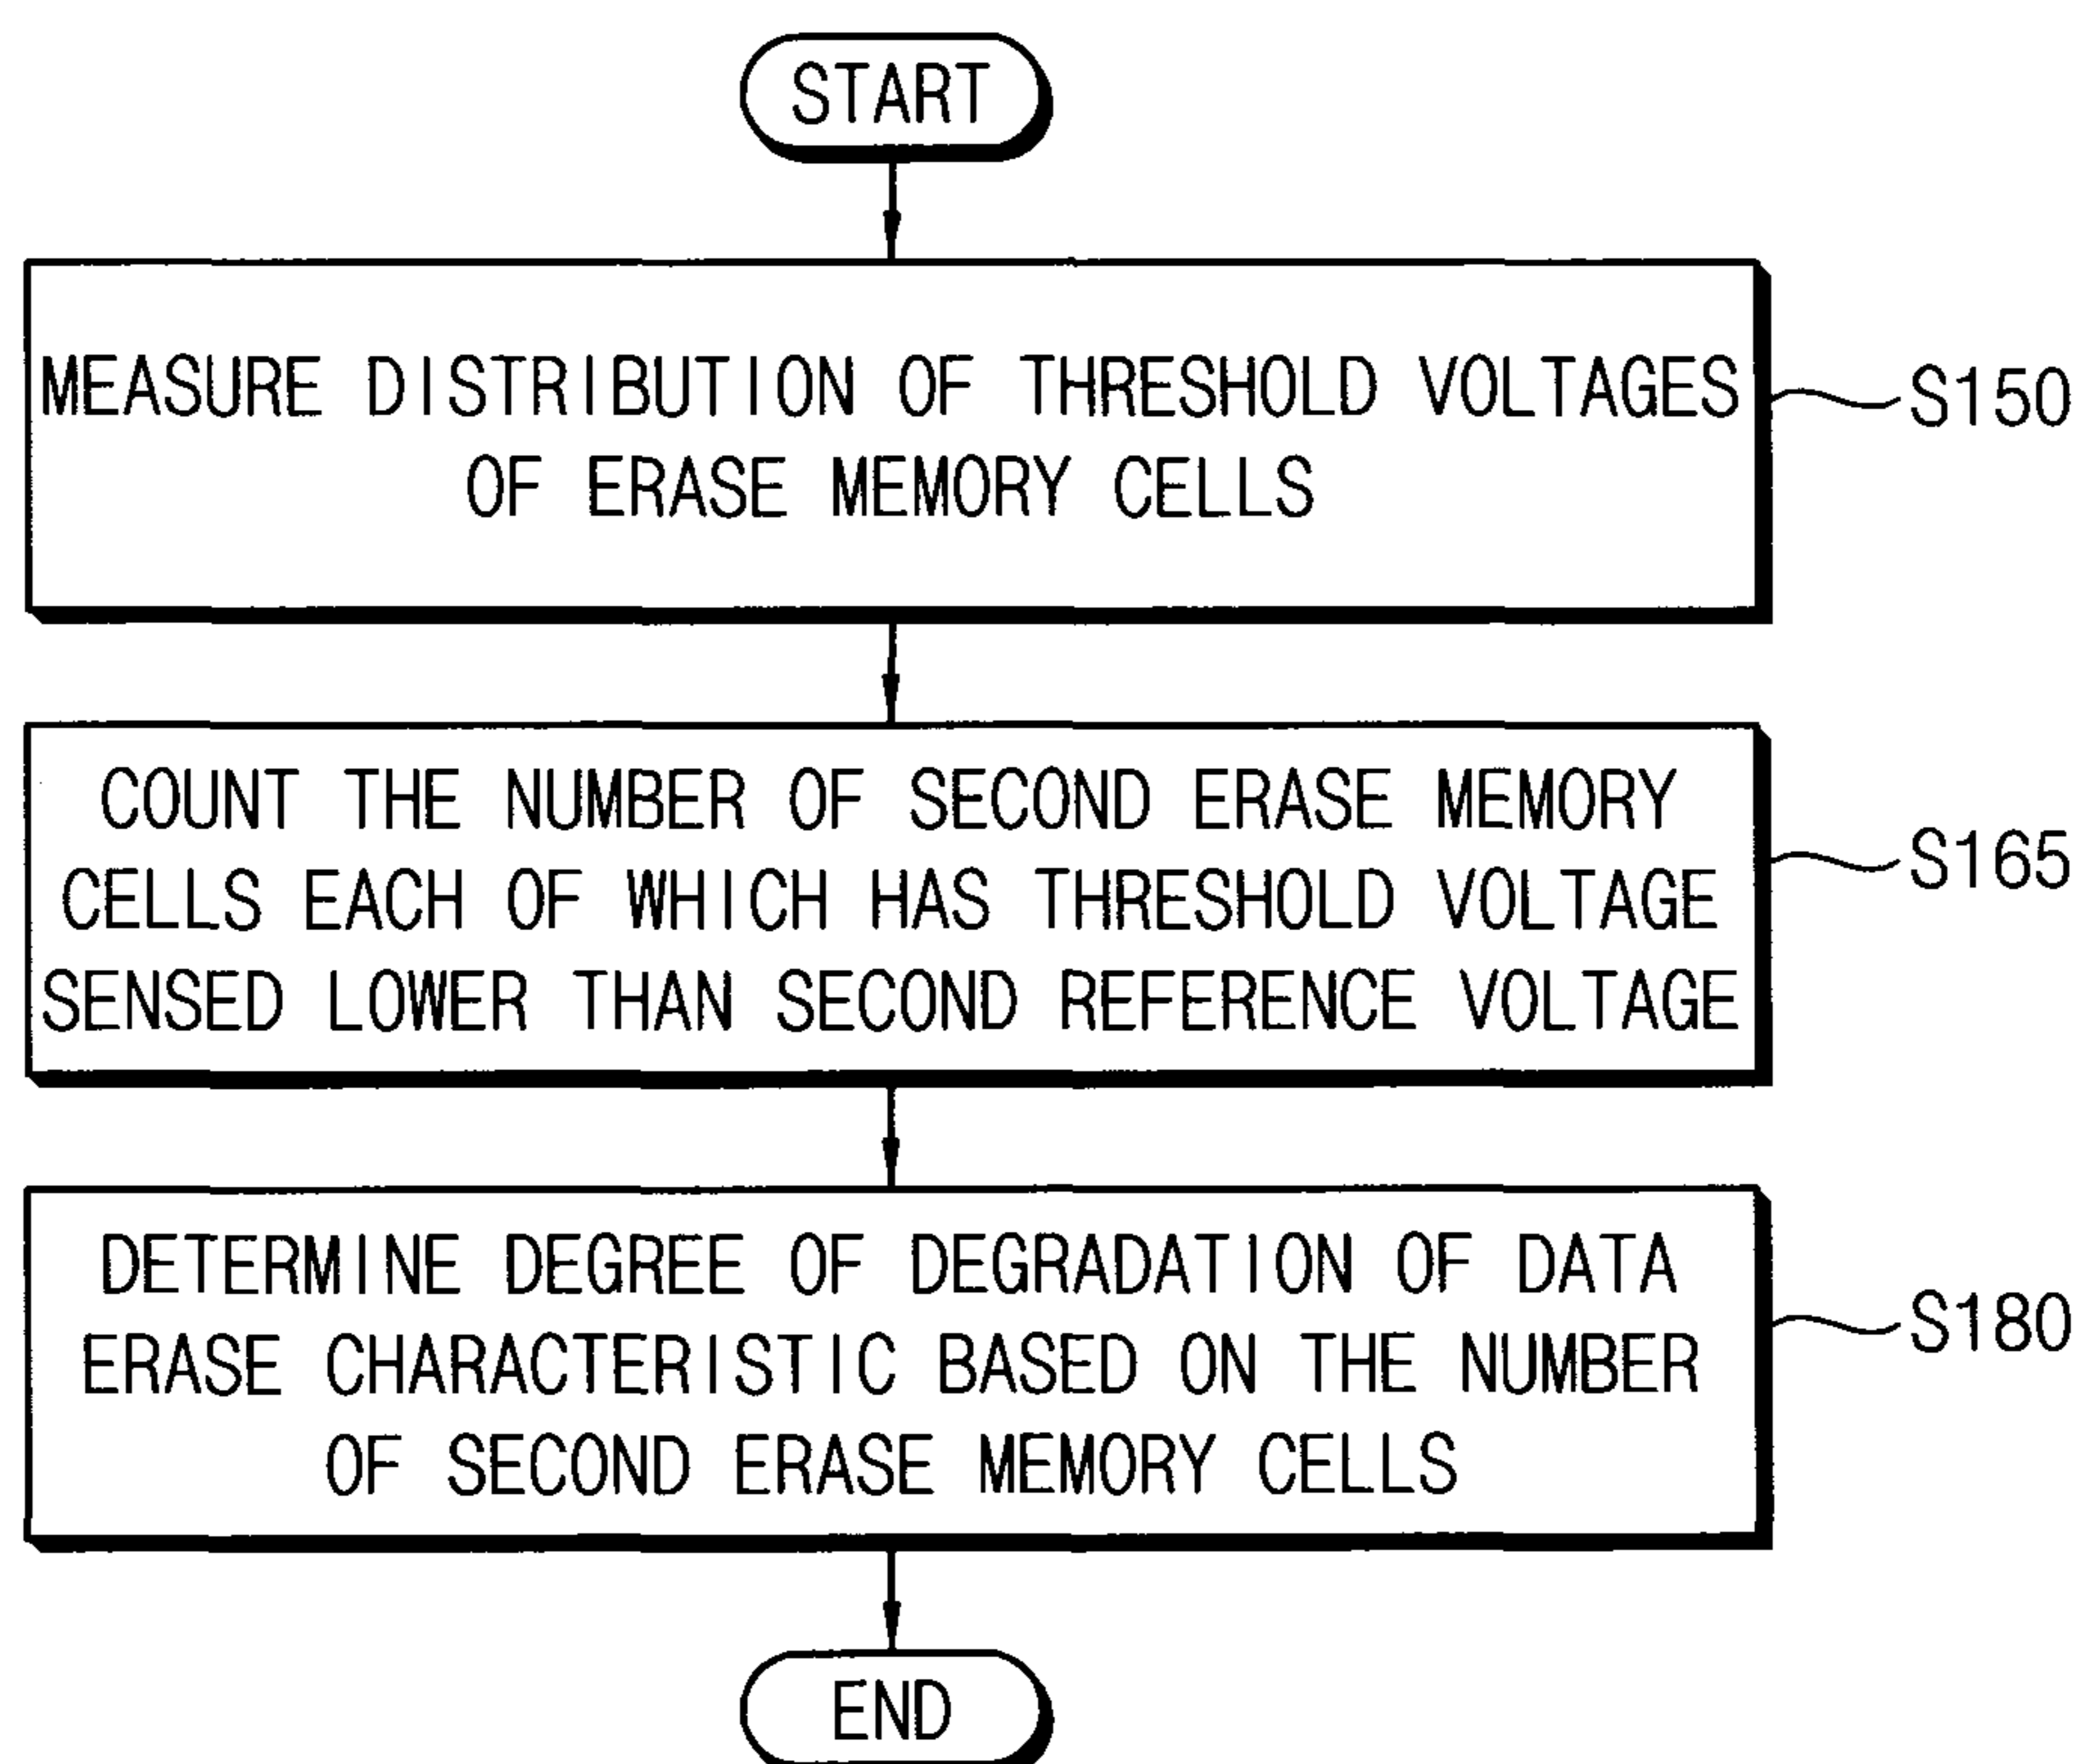 START
MEASURE DISTRIBUTION OF THRESHOLD VOLTAGES
OF ERASE MEMORY CELLS
S150
COUNT THE NUMBER OF SECOND ERASE MEMORY
CELLS EACH OF WHICH HAS THRESHOLD VOLTAGE
SENSED LOWER THAN SECOND REFERENCE VOLTAGE
S165
DETERMINE DEGREE OF DEGRADATION OF DATA
ERASE CHARACTERISTIC BASED ON THE NUMBER
OF SECOND ERASE MEMORY CELLS
S180
END